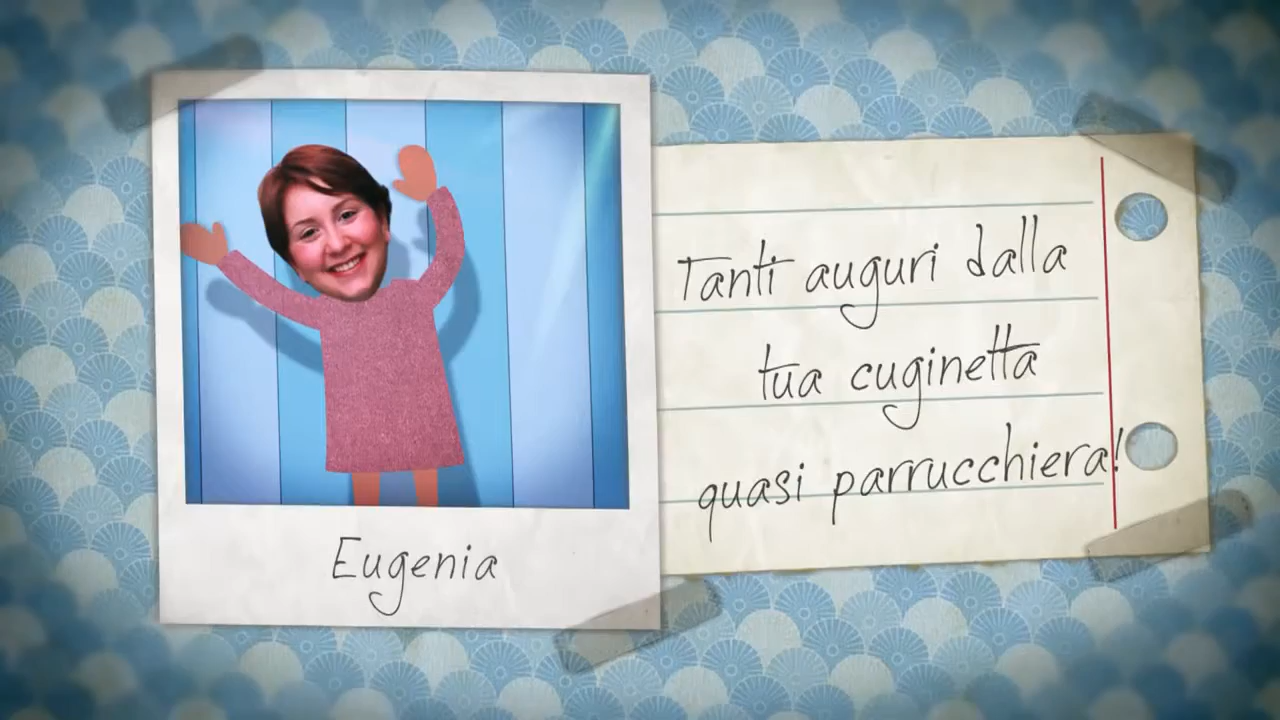 Tanti auguri dalla
tua cuginetta
quasi parrucchiera!
Eugenia